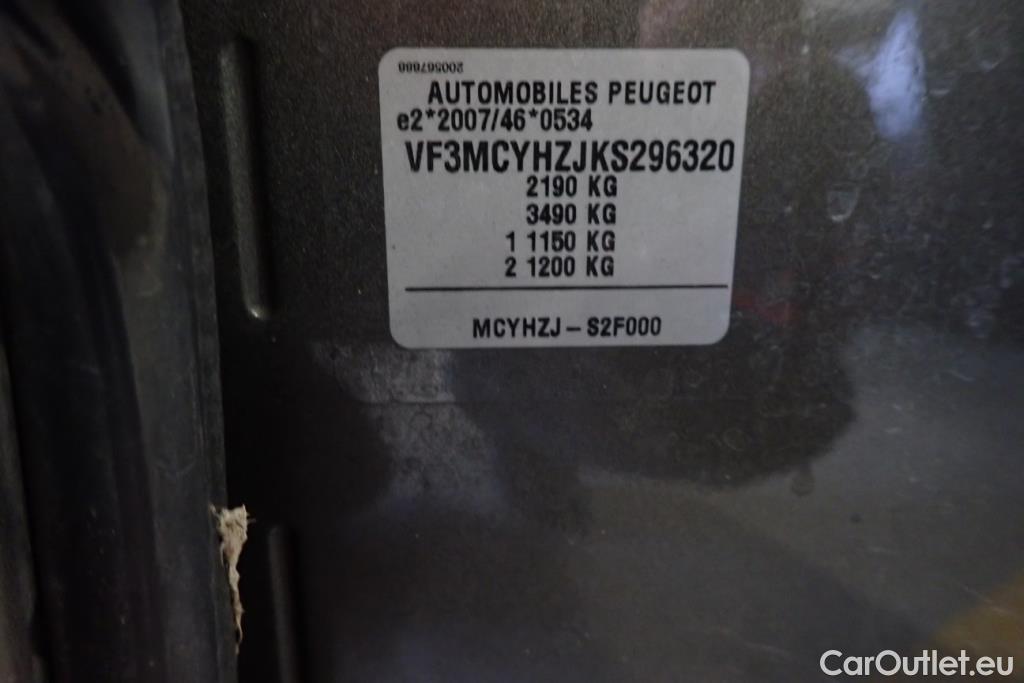 200567888
AUTOMOBILES PEUGEOT
e2*2007/46*0534
VF3MCYHZJKS296320
2190 KG
3490 KG
1 1150 KG
2 1200 KG
MCYHZJ – S2F000
CarOutlet.eu